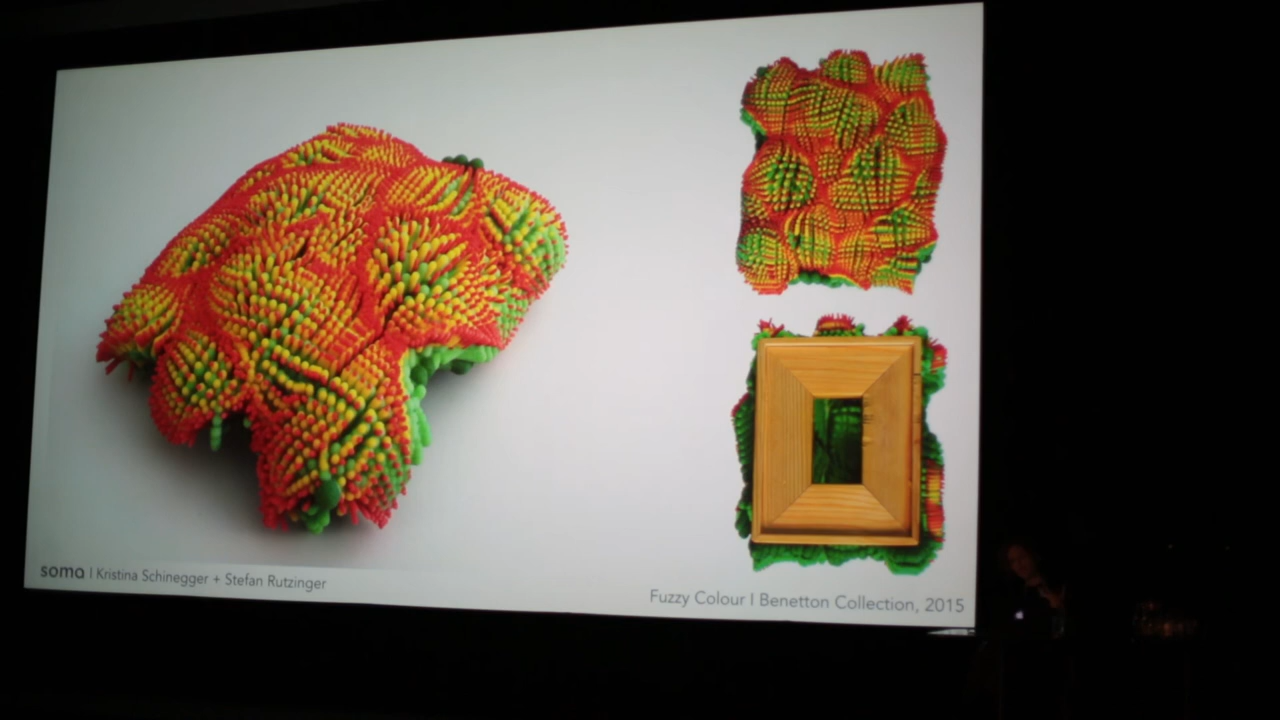 soma | Kristina Schinegger + Stefan Rutzinger
Fuzzy Colour | Benetton Collection, 2015